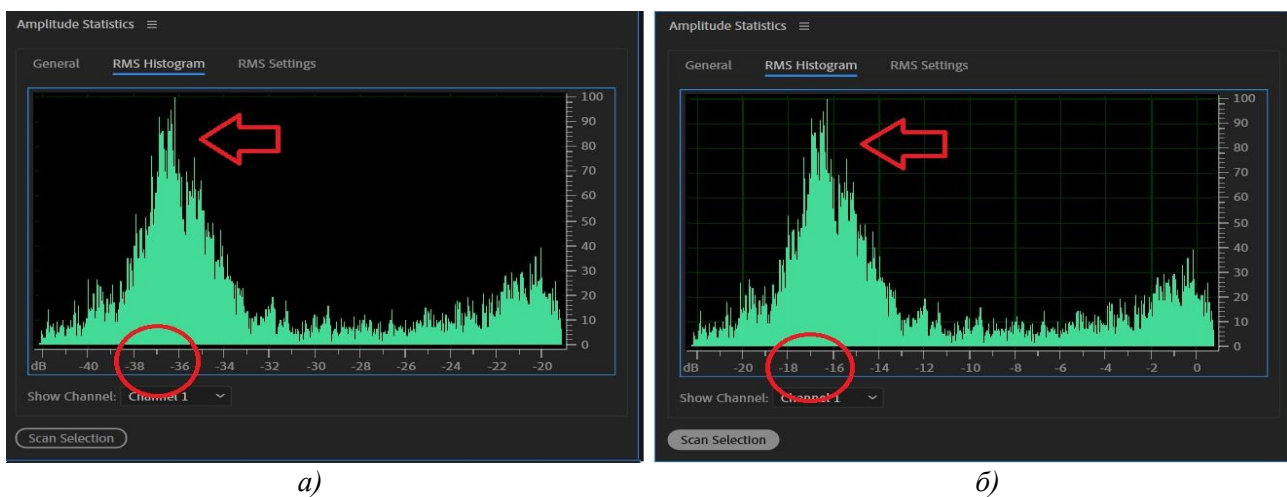 Amplitude Statistics
General RMS Histogram RMS Settings
100
90
80
70
60
50
40
30
20
10
0
dB -40 -38 -36 -34 -32 -30 -28 -26 -24 -22 -20
Show Channel: Channel 1
Scan Selection
а)
Amplitude Statistics
General RMS Histogram RMS Settings
100
90
80
70
60
50
40
30
20
10
0
dB -20 -18 -16 -14 -12 -10 -8 -6 -4 -2 0
Show Channel: Channel 1
Scan Selection
б)